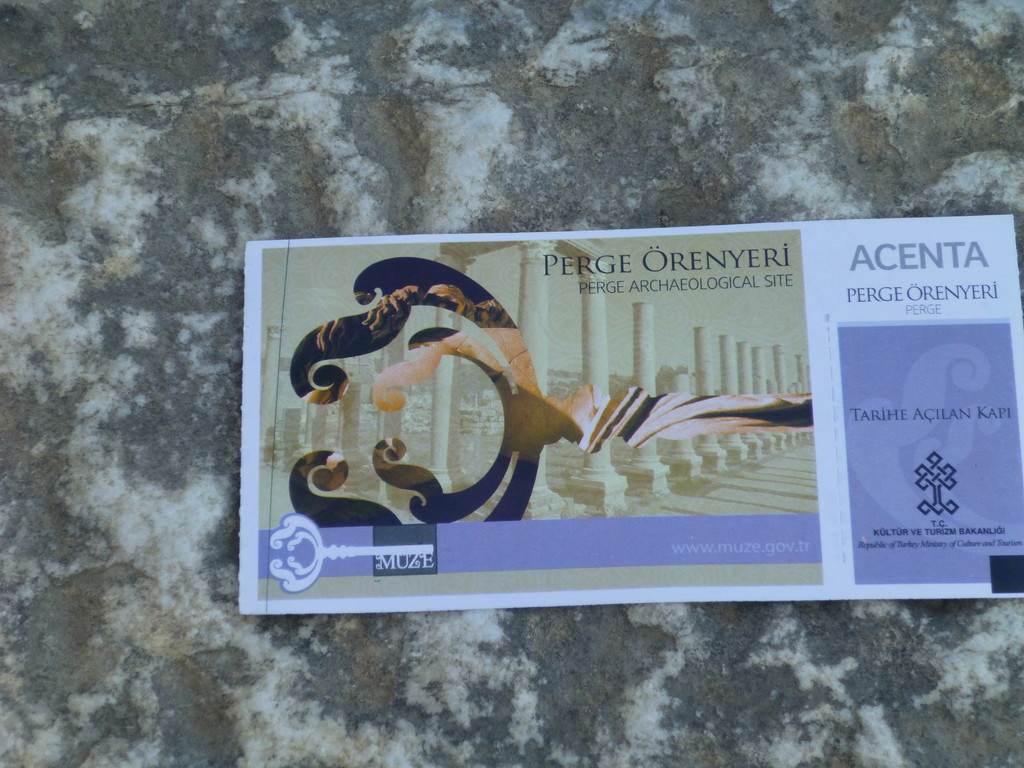 PERGE ÖRENYERİ
PERGE ARCHAEOLOGICAL SITE
MÜZE
www.muze.gov.tr
ACENTA
PERGE ÖRENYERİ
PERGE
TARİHE AÇILAN KAPI
T.C.
KÜLTÜR VE TURİZM BAKANLIĞI
Republic of Turkey Ministry of Culture and Tourism